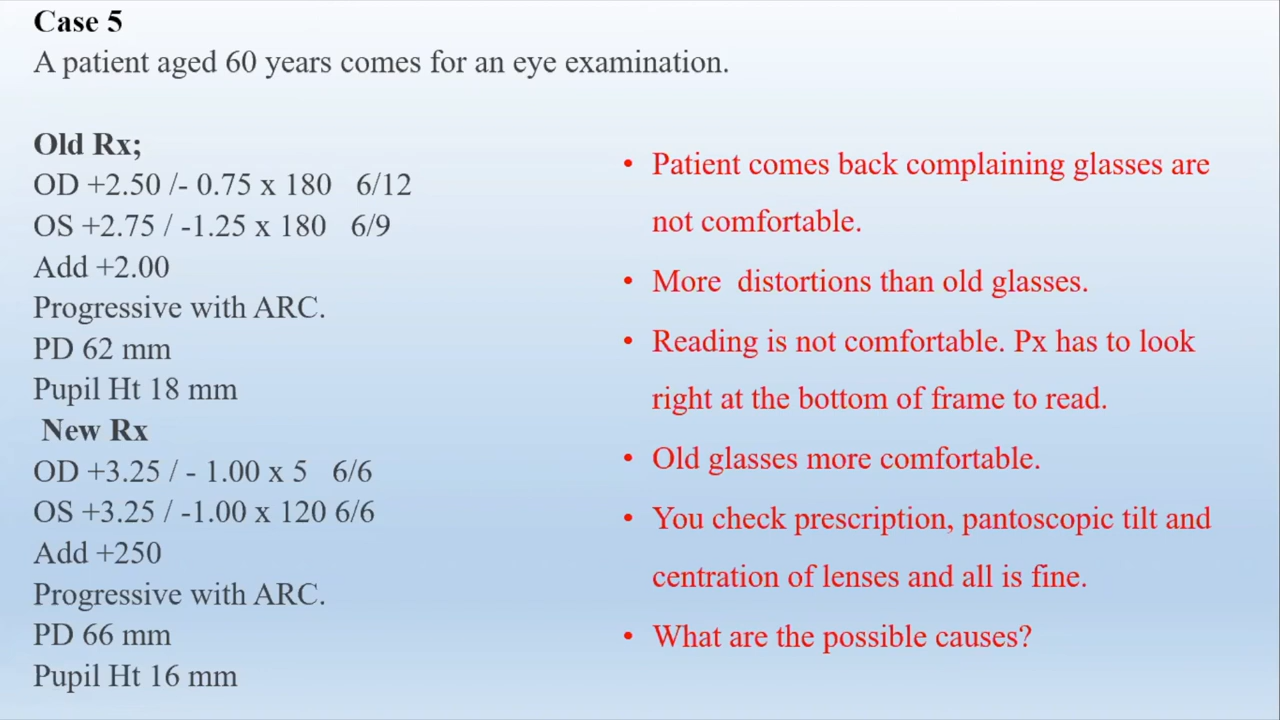 Case 5
A patient aged 60 years comes for an eye examination.
Old Rx;
OD +2.50 /- 0.75 x 180 6/12
OS +2.75 / -1.25 x 180 6/9
Add +2.00
Progressive with ARC.
PD 62 mm
Pupil Ht 18 mm
New Rx
OD +3.25 / - 1.00 x 5 6/6
OS +3.25 / -1.00 x 120 6/6
Add +250
Progressive with ARC.
PD 66 mm
Pupil Ht 16 mm
• Patient comes back complaining glasses are
not comfortable.
• More distortions than old glasses.
• Reading is not comfortable. Px has to look
right at the bottom of frame to read.
• Old glasses more comfortable.
• You check prescription, pantoscopic tilt and
centration of lenses and all is fine.
• What are the possible causes?